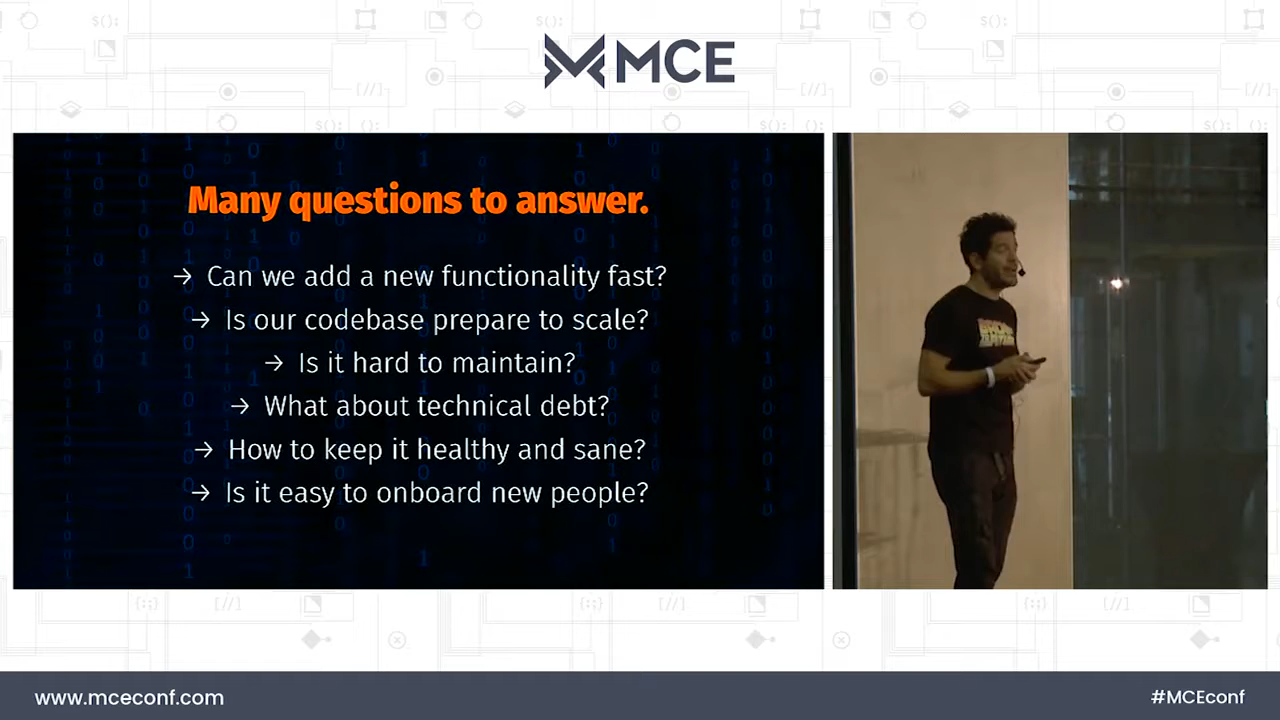 MCE
Many questions to answer.
→ Can we add a new functionality fast?
→ Is our codebase prepare to scale?
→ Is it hard to maintain?
→ What about technical debt?
→ How to keep it healthy and sane?
→ Is it easy to onboard new people?
www.mceconf.com
#MCEconf